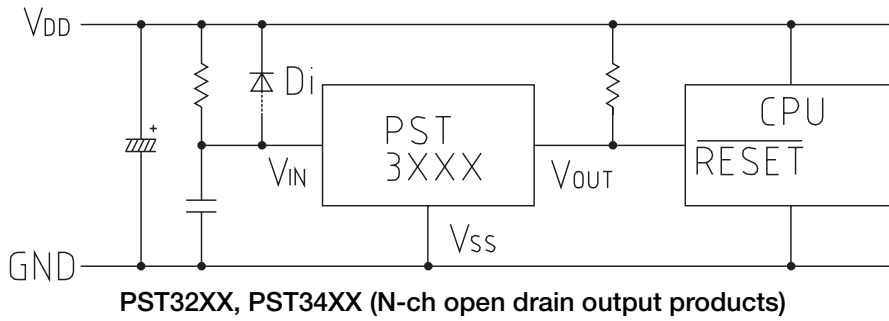 VDD
+
Di
PST
3XXX
CPU
RESET
VIN
VOUT
VSS
GND
PST32XX, PST34XX (N-ch open drain output products)